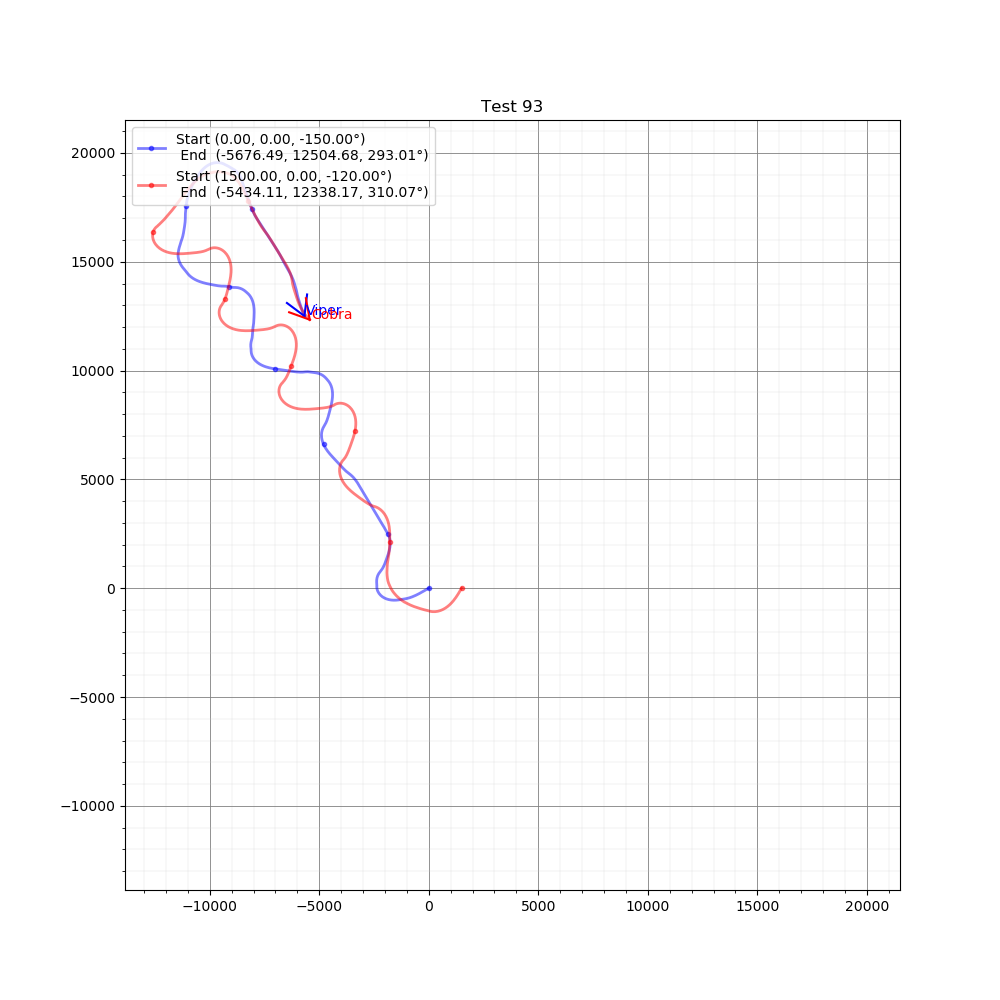 Test 93
Start (0.00, 0.00, -150.00°)
End (-5676.49, 12504.68, 293.01°)
Start (1500.00, 0.00, -120.00°)
End (-5434.11, 12338.17, 310.07°)
20000
15000
10000
5000
0
−5000
−10000
Viper
Cobra
−10000 −5000 0 5000 10000 15000 20000